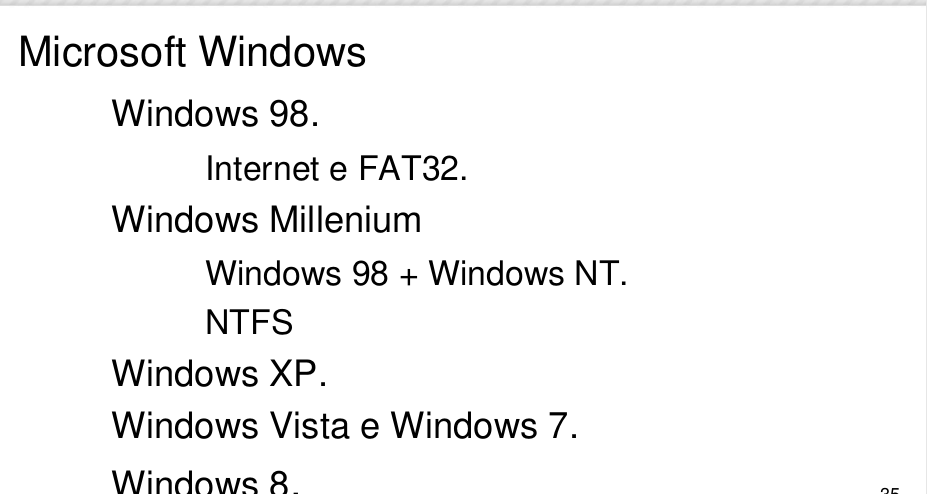 Microsoft Windows
Windows 98.
Internet e FAT32.
Windows Millenium
Windows 98 + Windows NT.
NTFS
Windows XP.
Windows Vista e Windows 7.
Windows 8.
35